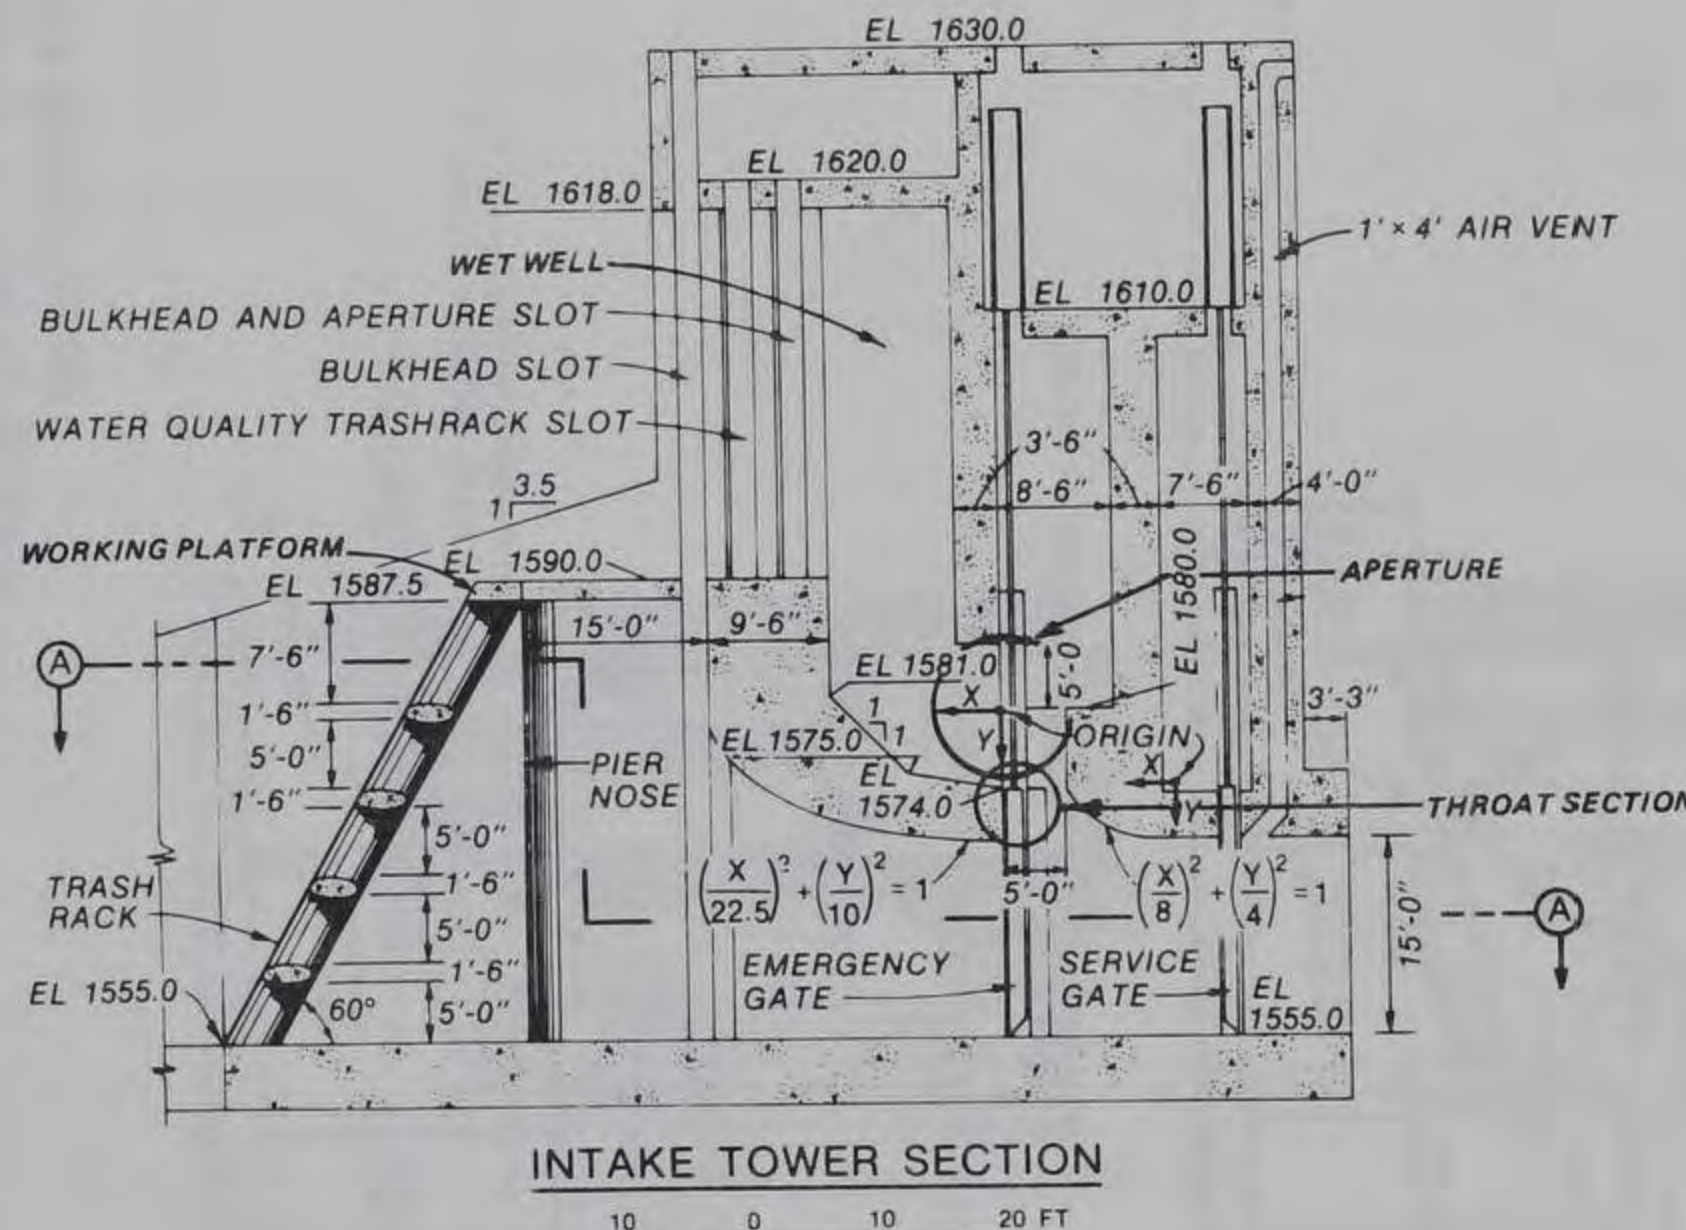 EL 1630.0
EL 1620.0
EL 1618.0
1' × 4' AIR VENT
WET WELL
EL 1610.0
BULKHEAD AND APERTURE SLOT
BULKHEAD SLOT
WATER QUALITY TRASHRACK SLOT
3'-6"
8'-6"
7'-6"
4'-0"
3.5
1
WORKING PLATFORM
EL 1590.0
EL 1587.5
APERTURE
EL 1580.0
15'-0"
9'-6"
A
7'-6"
EL 1581.0
5'-0
3'-3"
X
1'-6"
1
1
EL 1575.0
Y
ORIGIN
5'-0"
PIER
NOSE
X
EL
1574.0
Y
1'-6"
THROAT SECTION
5'-0"
TRASH
RACK
1'-6"
(X/22.5)² + (Y/10)² = 1
5'-0"
(X/8)² + (Y/4)² = 1
15'-0"
A
5'-0"
EMERGENCY
GATE
SERVICE
GATE
1'-6"
EL 1555.0
60°
5'-0"
EL
1555.0
INTAKE TOWER SECTION
10 0 10 20 FT